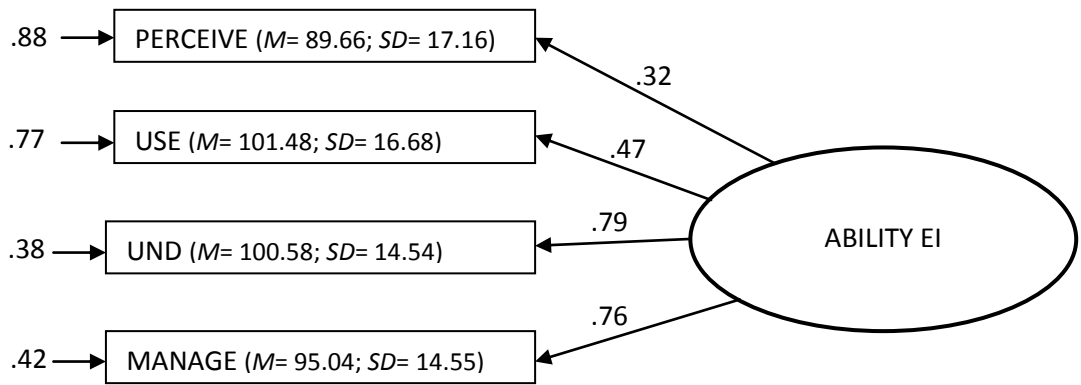 .88 PERCEIVE (M= 89.66; SD= 17.16)
.32
.77 USE (M= 101.48; SD= 16.68)
.47
.79
ABILITY EI
.38 UND (M= 100.58; SD= 14.54)
.76
.42 MANAGE (M= 95.04; SD= 14.55)